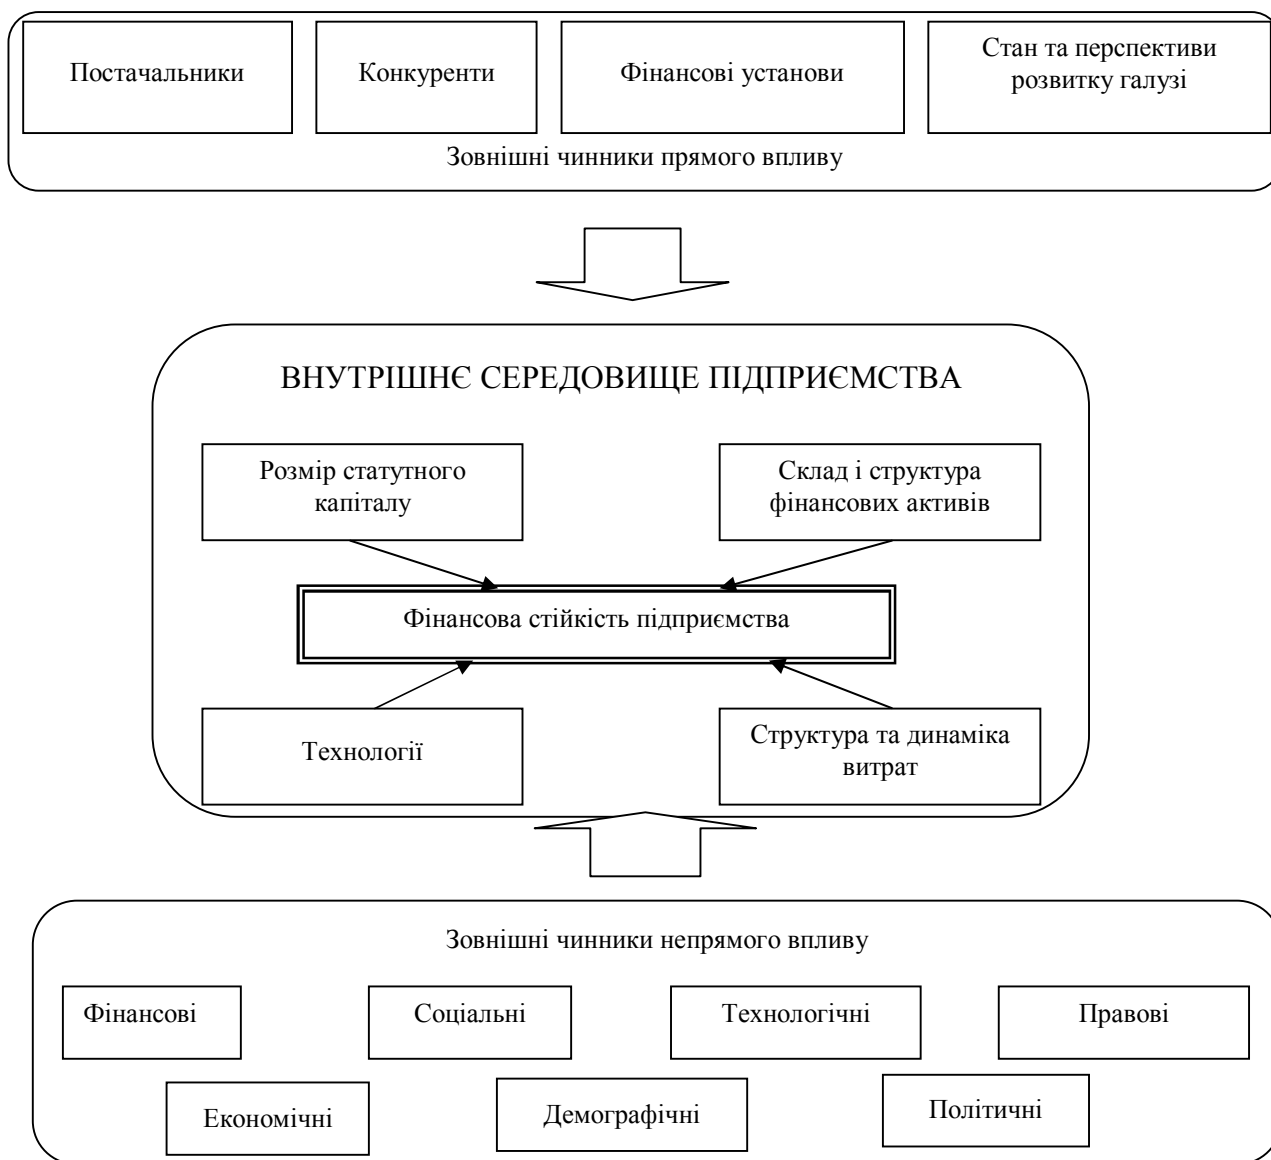 Постачальники
Конкуренти
Фінансові установи
Стан та перспективи
розвитку галузі
Зовнішні чинники прямого впливу
ВНУТРІШНЄ СЕРЕДОВИЩЕ ПІДПРИЄМСТВА
Розмір статутного
капіталу
Склад і структура
фінансових активів
Фінансова стійкість підприємства
Технології
Структура та динаміка
витрат
Зовнішні чинники непрямого впливу
Фінансові
Соціальні
Технологічні
Правові
Економічні
Демографічні
Політичні